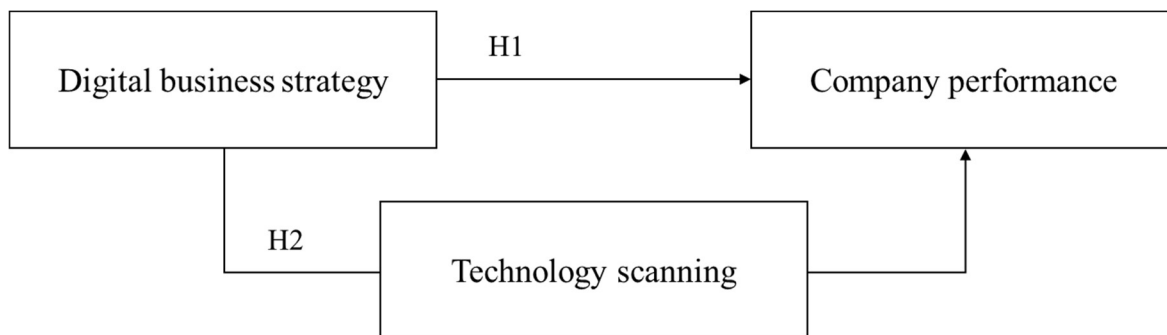 Digital business strategy
H1
Company performance
H2
Technology scanning